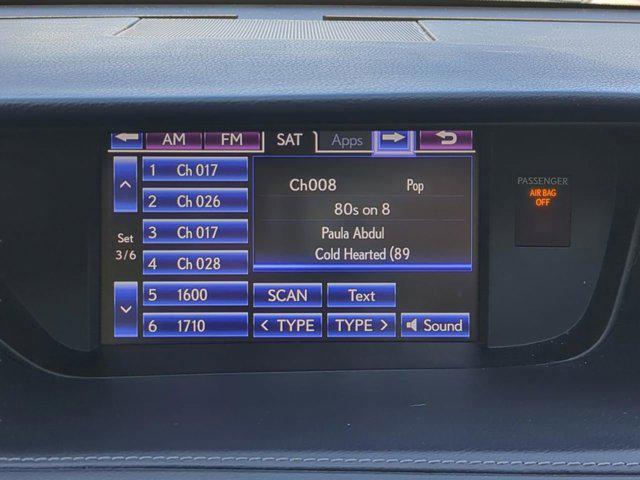 AM FM SAT Apps
1 Ch 017
2 Ch 026
3 Ch 017
4 Ch 028
5 1600
6 1710
Set
3/6
Ch008 Pop
80s on 8
Paula Abdul
Cold Hearted (89
SCAN Text
< TYPE TYPE > Sound
PASSENGER
AIR BAG
OFF